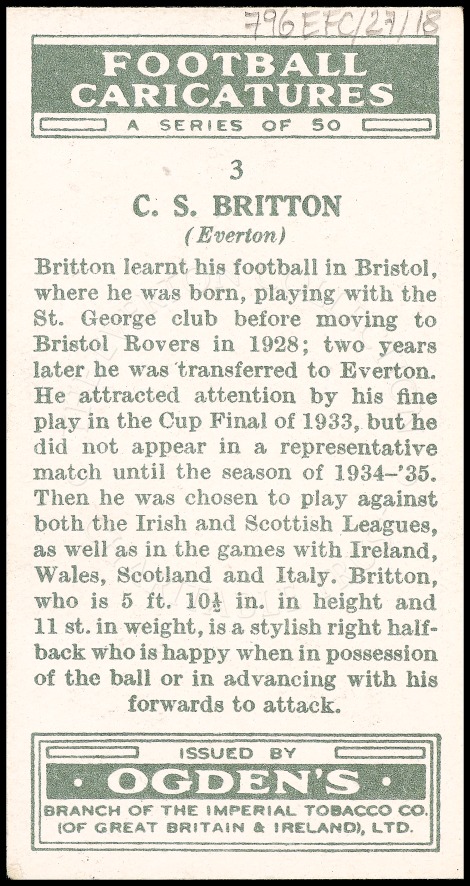 796 EFC/27/18
FOOTBALL
CARICATURES
A SERIES OF 50
3
C. S. BRITTON
(Everton)
Britton learnt his football in Bristol,
where he was born, playing with the
St. George club before moving to
Bristol Rovers in 1928; two years
later he was transferred to Everton.
He attracted attention by his fine
play in the Cup Final of 1933, but he
did not appear in a representative
match until the season of 1934-'35.
Then he was chosen to play against
both the Irish and Scottish Leagues,
as well as in the games with Ireland,
Wales, Scotland and Italy. Britton,
who is 5 ft. 10½ in. in height and
11 st. in weight, is a stylish right half-
back who is happy when in possession
of the ball or in advancing with his
forwards to attack.
ISSUED BY
· OGDEN'S ·
BRANCH OF THE IMPERIAL TOBACCO CO.
(OF GREAT BRITAIN & IRELAND), LTD.